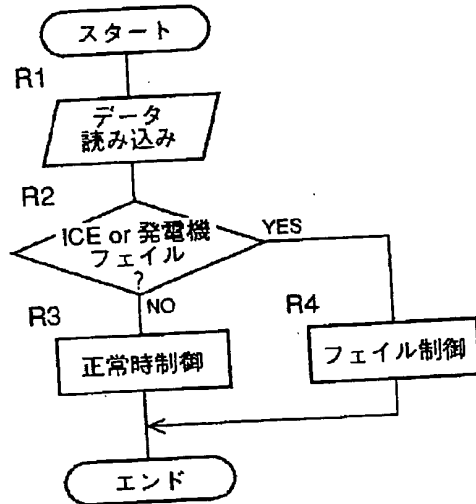 スタート
R1
データ
読み込み
R2
ICE or 発電機
フェイル
?
YES
NO
R3
正常時制御
R4
フェイル制御
エンド